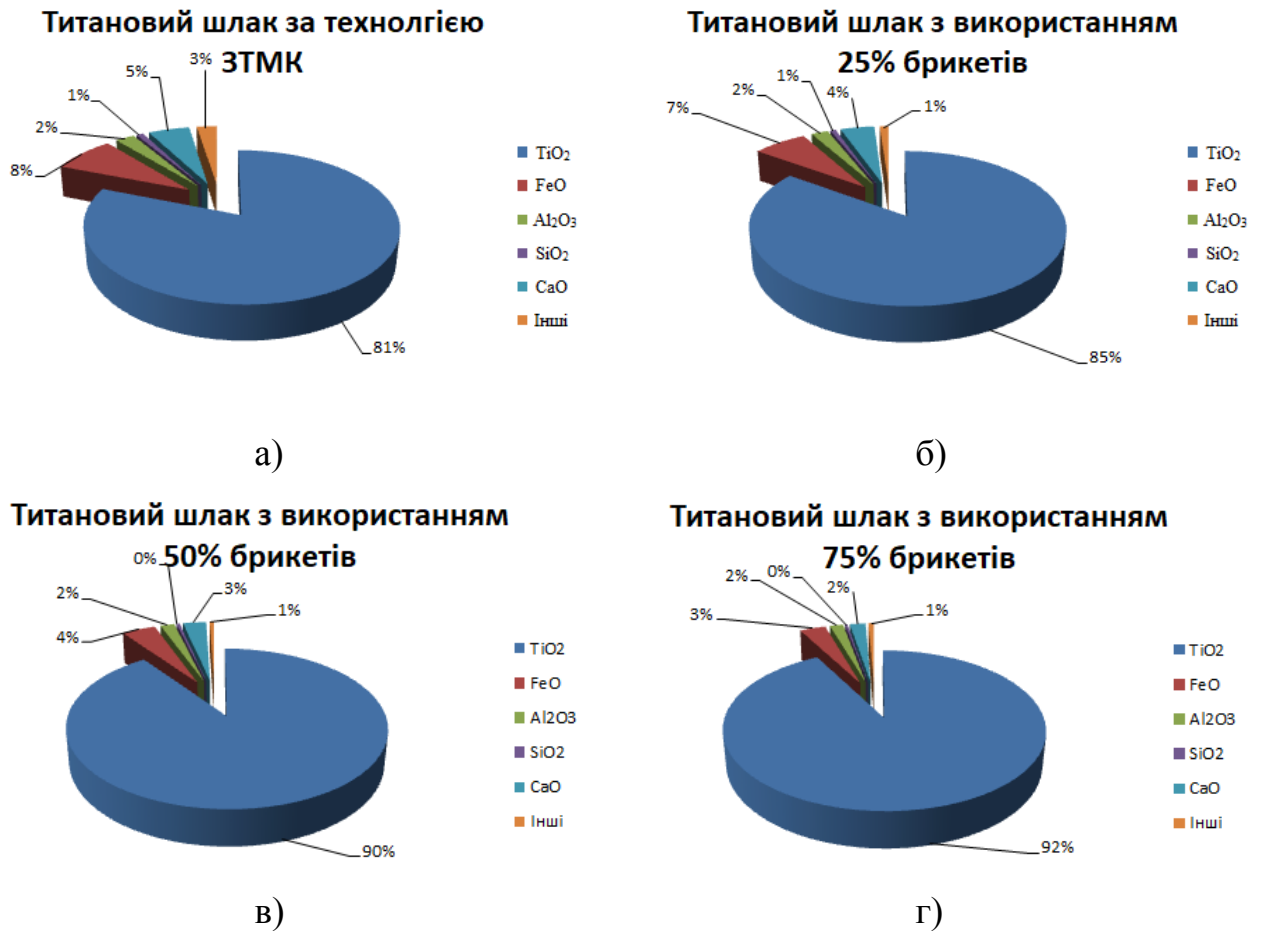 Титановий шлак за технолгією
ЗТМК
3%
5%
1%
2%
8%
81%
TiO₂
FeO
Al₂O₃
SiO₂
CaO
Інші
а)
Титановий шлак з використанням
25% брикетів
1%
4%
1%
2%
7%
85%
TiO₂
FeO
Al₂O₃
SiO₂
CaO
Інші
б)
Титановий шлак з використанням
50% брикетів
0%
3%
2%
1%
4%
90%
TiO2
FeO
Al2O3
SiO2
CaO
Інші
в)
Титановий шлак з використанням
75% брикетів
0%
2%
2%
1%
3%
92%
TiO2
FeO
Al2O3
SiO2
CaO
Інші
г)